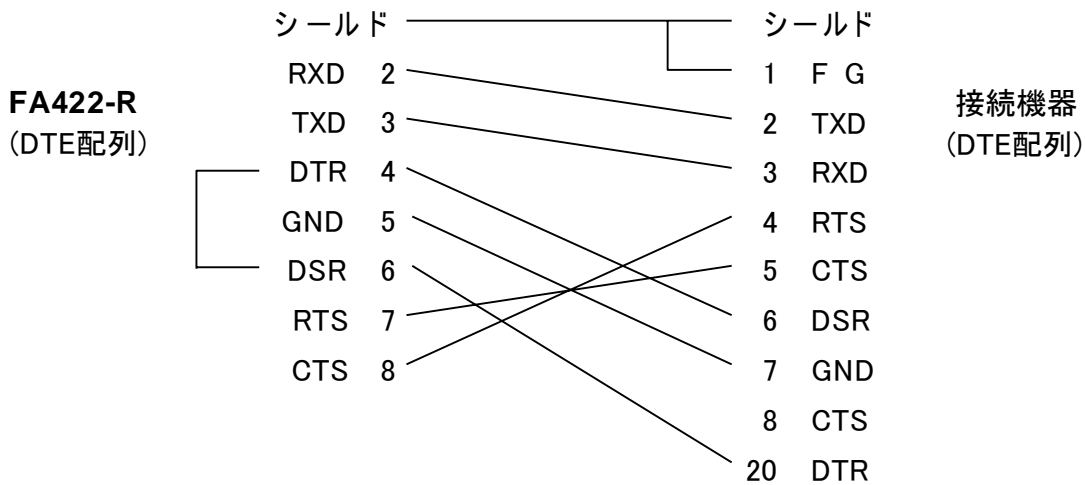 シールド シールド
RXD 2 1 F G
FA422-R 接続機器
TXD 3 2 TXD
(DTE配列) (DTE配列)
DTR 4 3 RXD
GND 5 4 RTS
DSR 6 5 CTS
RTS 7 6 DSR
CTS 8 7 GND
8 CTS
20 DTR